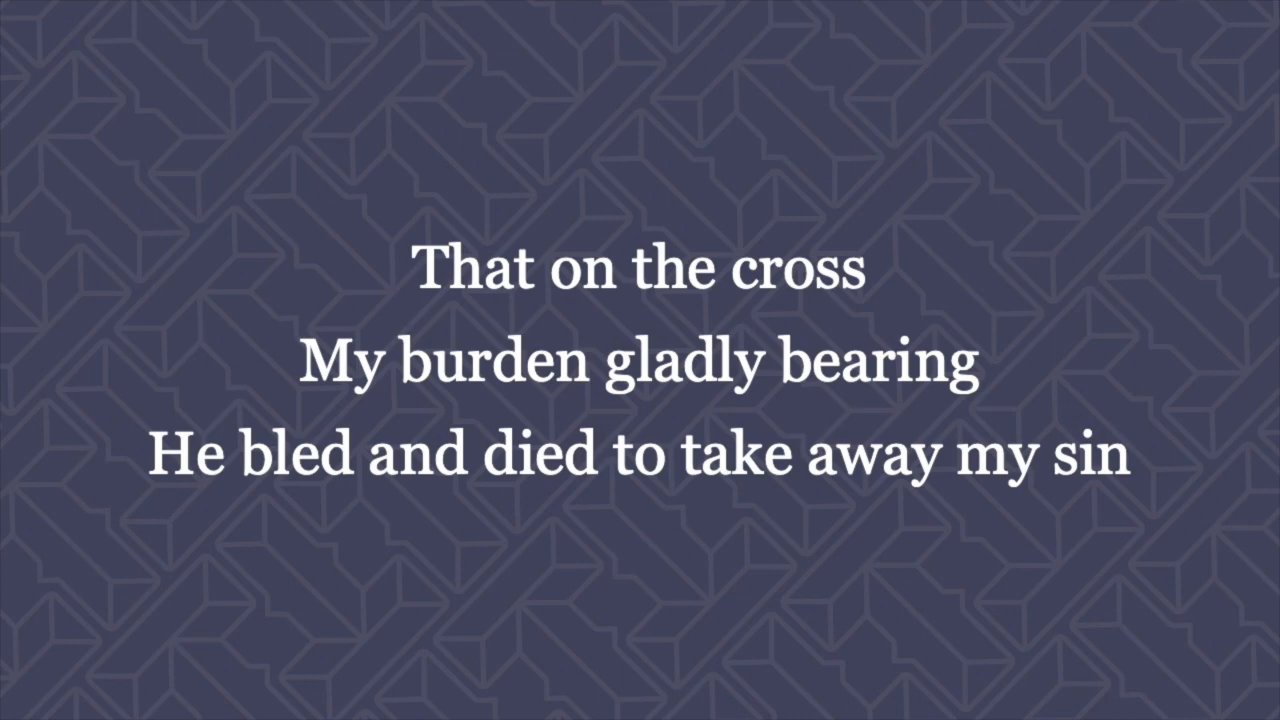 That on the cross
My burden gladly bearing
He bled and died to take away my sin